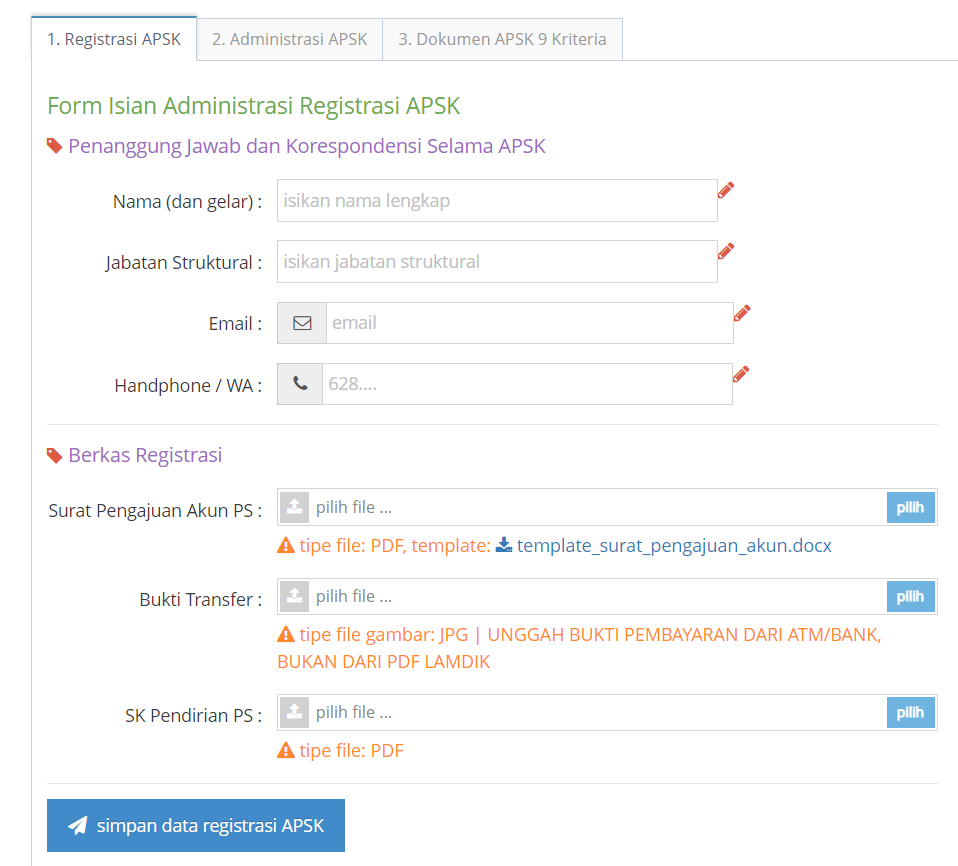 1. Registrasi APSK
2. Administrasi APSK
3. Dokumen APSK 9 Kriteria
Form Isian Administrasi Registrasi APSK
Penanggung Jawab dan Korespondensi Selama APSK
Nama (dan gelar) :
isikan nama lengkap
Jabatan Struktural :
isikan jabatan struktural
Email :
email
Handphone / WA :
628....
Berkas Registrasi
Surat Pengajuan Akun PS :
pilih file ...
pilih
tipe file: PDF, template: template_surat_pengajuan_akun.docx
Bukti Transfer :
pilih file ...
pilih
tipe file gambar: JPG | UNGGAH BUKTI PEMBAYARAN DARI ATM/BANK,
BUKAN DARI PDF LAMDIK
SK Pendirian PS :
pilih file ...
pilih
tipe file: PDF
simpan data registrasi APSK